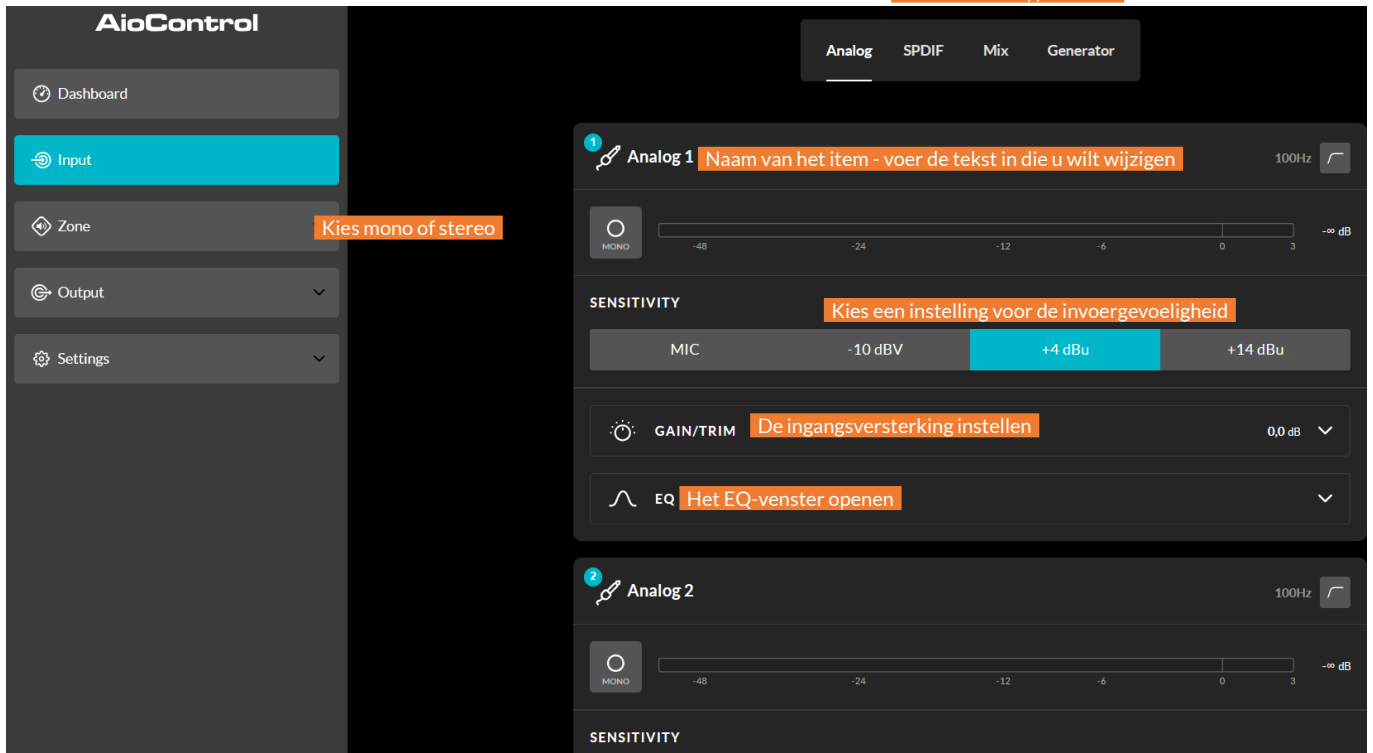 AioControl
Analog SPDIF Mix Generator
Dashboard
Input
Zone
Output
Settings
Kies mono of stereo
1
Analog 1 Naam van het item - voer de tekst in die u wilt wijzigen 100Hz
MONO -48 -24 -12 -6 0 3 -∞ dB
SENSITIVITY
Kies een instelling voor de invoergevoeligheid
MIC -10 dBV +4 dBu +14 dBu
GAIN/TRIM De ingangsversterking instellen 0,0 dB
EQ Het EQ-venster openen
2
Analog 2 100Hz
MONO -48 -24 -12 -6 0 3 -∞ dB
SENSITIVITY